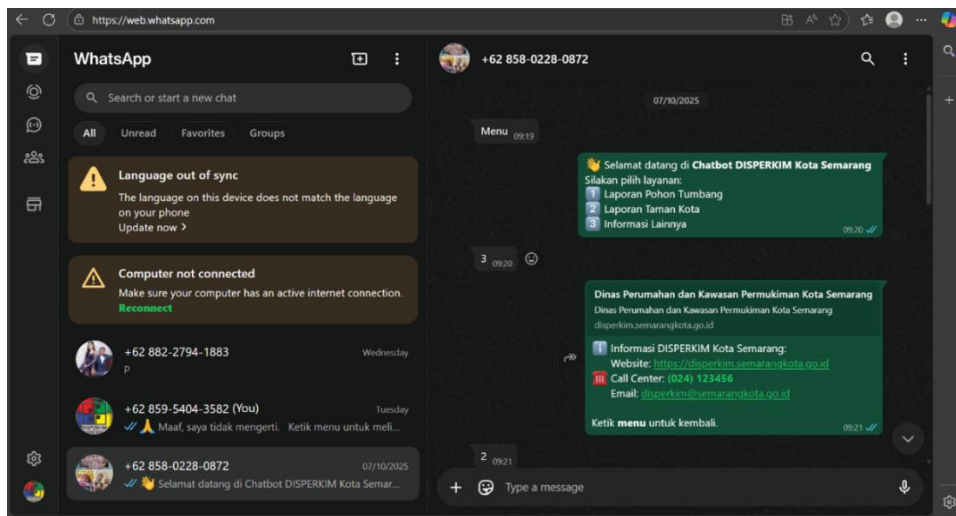 https://web.whatsapp.com
WhatsApp
Search or start a new chat
All Unread Favorites Groups
Language out of sync
The language on this device does not match the language
on your phone
Update now >
Computer not connected
Make sure your computer has an active internet connection.
Reconnect
+62 882-2794-1883 Wednesday
p
+62 859-5404-3582 (You) Tuesday
🙏 Maaf, saya tidak mengerti. Ketik menu untuk meli...
+62 858-0228-0872 07/10/2025
👋 Selamat datang di Chatbot DISPERKIM Kota Semar...
+62 858-0228-0872
07/10/2025
Menu 09:19
👋 Selamat datang di Chatbot DISPERKIM Kota Semarang
Silakan pilih layanan:
1 Laporan Pohon Tumbang
2 Laporan Taman Kota
3 Informasi Lainnya
09:20
3 09:20
Dinas Perumahan dan Kawasan Permukiman Kota Semarang
Dinas Perumahan dan Kawasan Permukiman Kota Semarang
disperkim.semarangkota.go.id
ℹ️ Informasi DISPERKIM Kota Semarang:
Website: https://disperkim.semarangkota.go.id
☎️ Call Center: (024) 123456
Email: disperkim@semarangkota.go.id
Ketik menu untuk kembali.
09:21
2 09:21
Type a message